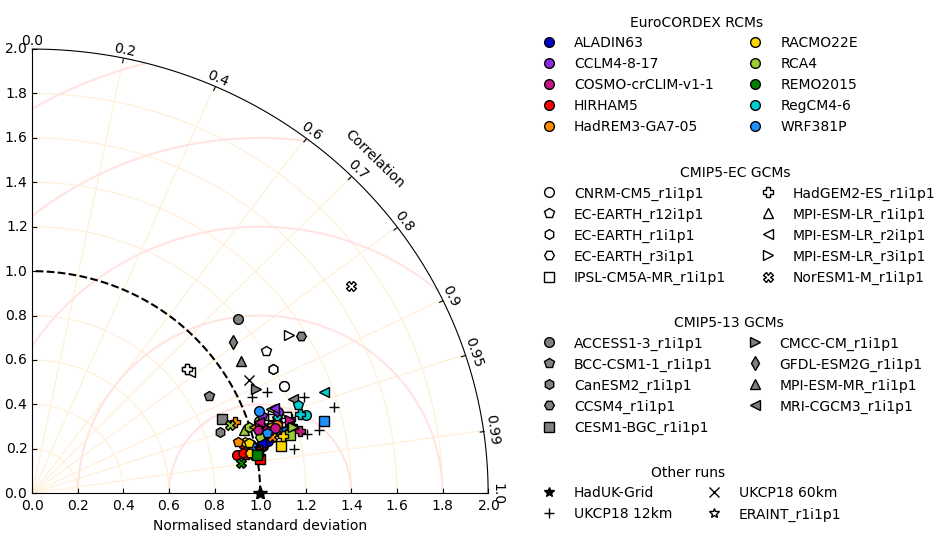 0.0
0.2
0.4
0.6
Correlation
0.7
0.8
0.9
0.95
0.99
1.0
2.0
1.8
1.6
1.4
1.2
1.0
0.8
0.6
0.4
0.2
0.0
0.0 0.2 0.4 0.6 0.8 1.0 1.2 1.4 1.6 1.8 2.0
Normalised standard deviation
EuroCORDEX RCMs
ALADIN63 RACMO22E
CCLM4-8-17 RCA4
COSMO-crCLIM-v1-1 REMO2015
HIRHAM5 RegCM4-6
HadREM3-GA7-05 WRF381P
CMIP5-EC GCMs
CNRM-CM5_r1i1p1 HadGEM2-ES_r1i1p1
EC-EARTH_r12i1p1 MPI-ESM-LR_r1i1p1
EC-EARTH_r1i1p1 MPI-ESM-LR_r2i1p1
EC-EARTH_r3i1p1 MPI-ESM-LR_r3i1p1
IPSL-CM5A-MR_r1i1p1 NorESM1-M_r1i1p1
CMIP5-13 GCMs
ACCESS1-3_r1i1p1 CMCC-CM_r1i1p1
BCC-CSM1-1_r1i1p1 GFDL-ESM2G_r1i1p1
CanESM2_r1i1p1 MPI-ESM-MR_r1i1p1
CCSM4_r1i1p1 MRI-CGCM3_r1i1p1
CESM1-BGC_r1i1p1
Other runs
HadUK-Grid UKCP18 60km
UKCP18 12km ERAINT_r1i1p1